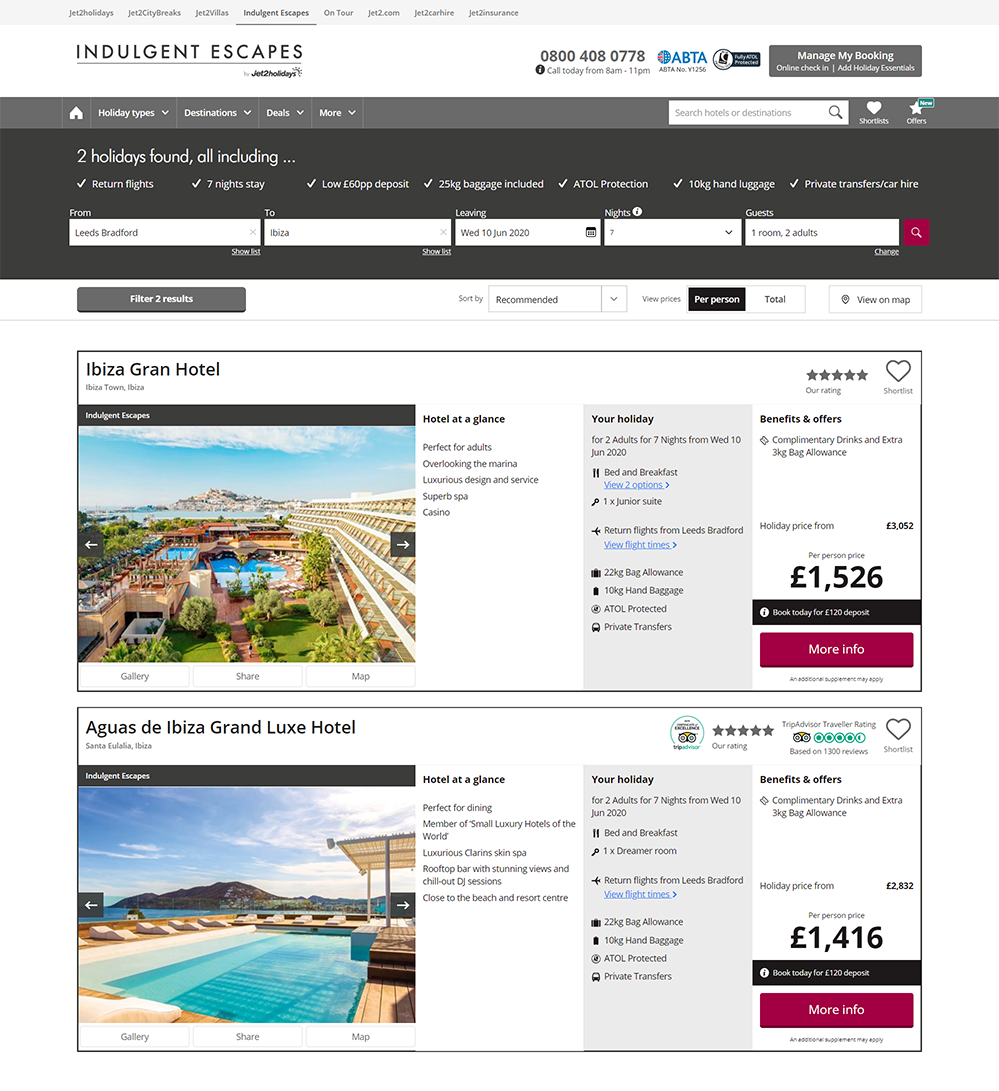 Jet2holidays Jet2CityBreaks Jet2Villas Indulgent Escapes On Tour Jet2.com Jet2carhire Jet2insurance
INDULGENT ESCAPES
by Jet2holidays
0800 408 0778
Call today from 8am - 11pm
ABTA
ABTA No. Y1256
Fully ATOL
Protected
Manage My Booking
Online check in | Add Holiday Essentials
Holiday types Destinations Deals More
Search hotels or destinations
Shortlists
New
Offers
2 holidays found, all including ...
Return flights 7 nights stay Low £60pp deposit 25kg baggage included ATOL Protection 10kg hand luggage Private transfers/car hire
From To Leaving Nights Guests
Leeds Bradford Ibiza Wed 10 Jun 2020 7 1 room, 2 adults
Show list Show list Change
Filter 2 results
Sort by Recommended View prices Per person Total View on map
Ibiza Gran Hotel
Ibiza Town, Ibiza
Our rating
Shortlist
Indulgent Escapes
Gallery Share Map
Hotel at a glance
Perfect for adults
Overlooking the marina
Luxurious design and service
Superb spa
Casino
Your holiday
for 2 Adults for 7 Nights from Wed 10
Jun 2020
Bed and Breakfast
View 2 options >
1 x Junior suite
Return flights from Leeds Bradford
View flight times >
22kg Bag Allowance
10kg Hand Baggage
ATOL Protected
Private Transfers
Benefits & offers
Complimentary Drinks and Extra
3kg Bag Allowance
Holiday price from £3,052
Per person price
£1,526
Book today for £120 deposit
More info
An additional supplement may apply
Aguas de Ibiza Grand Luxe Hotel
Santa Eulalia, Ibiza
CERTIFICATE of
EXCELLENCE
tripadvisor
Our rating
TripAdvisor Traveller Rating
Based on 1300 reviews
Shortlist
Indulgent Escapes
Gallery Share Map
Hotel at a glance
Perfect for dining
Member of 'Small Luxury Hotels of the
World'
Luxurious Clarins skin spa
Rooftop bar with stunning views and
chill-out DJ sessions
Close to the beach and resort centre
Your holiday
for 2 Adults for 7 Nights from Wed 10
Jun 2020
Bed and Breakfast
1 x Dreamer room
Return flights from Leeds Bradford
View flight times >
22kg Bag Allowance
10kg Hand Baggage
ATOL Protected
Private Transfers
Benefits & offers
Complimentary Drinks and Extra
3kg Bag Allowance
Holiday price from £2,832
Per person price
£1,416
Book today for £120 deposit
More info
An additional supplement may apply